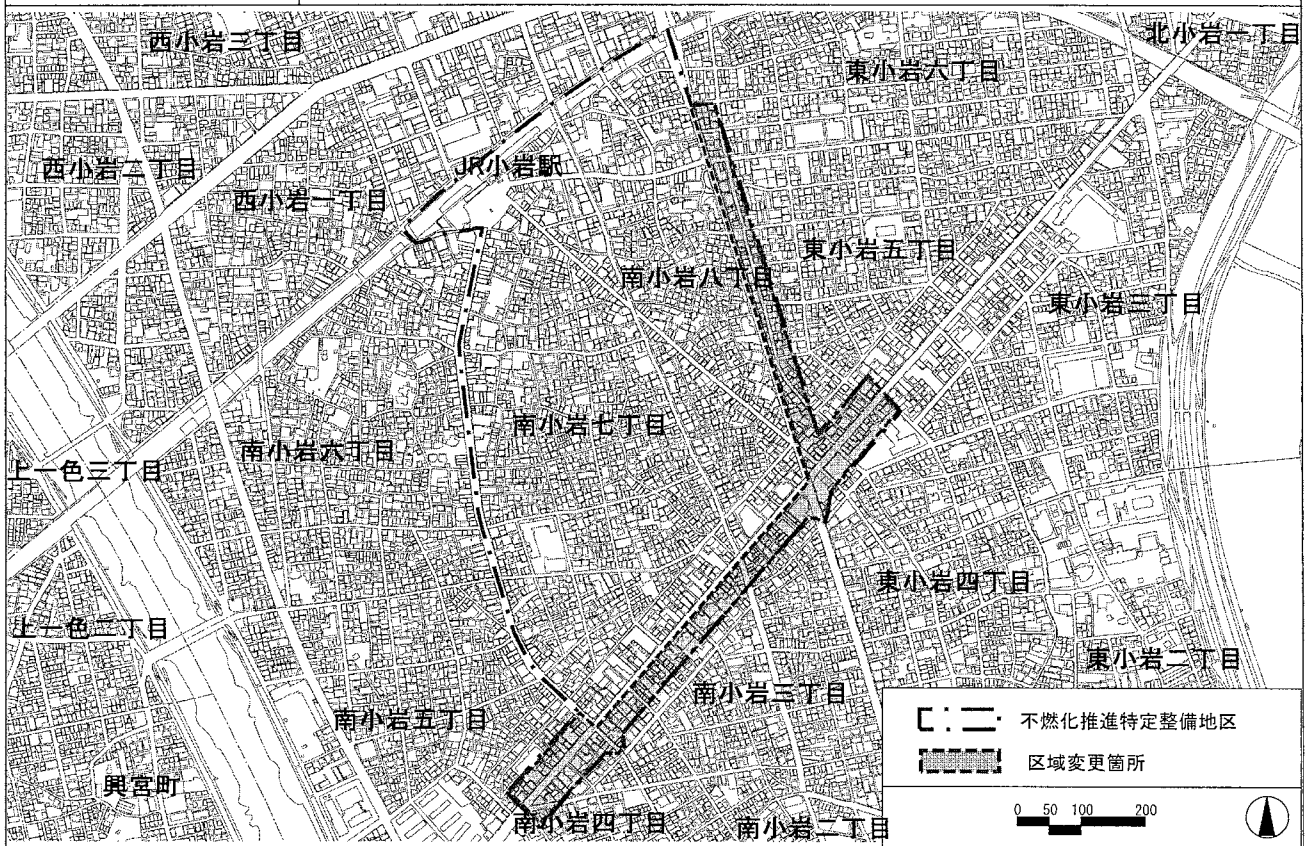 西小岩三丁目
北小岩一丁目
東小岩六丁目
西小岩二丁目
JR小岩駅
西小岩一丁目
東小岩五丁目
南小岩八丁目
東小岩三丁目
南小岩七丁目
南小岩六丁目
上一色三丁目
東小岩四丁目
上一色二丁目
東小岩二丁目
南小岩三丁目
南小岩五丁目
興宮町
南小岩四丁目
南小岩二丁目
不燃化推進特定整備地区
区域変更箇所
0 50 100 200